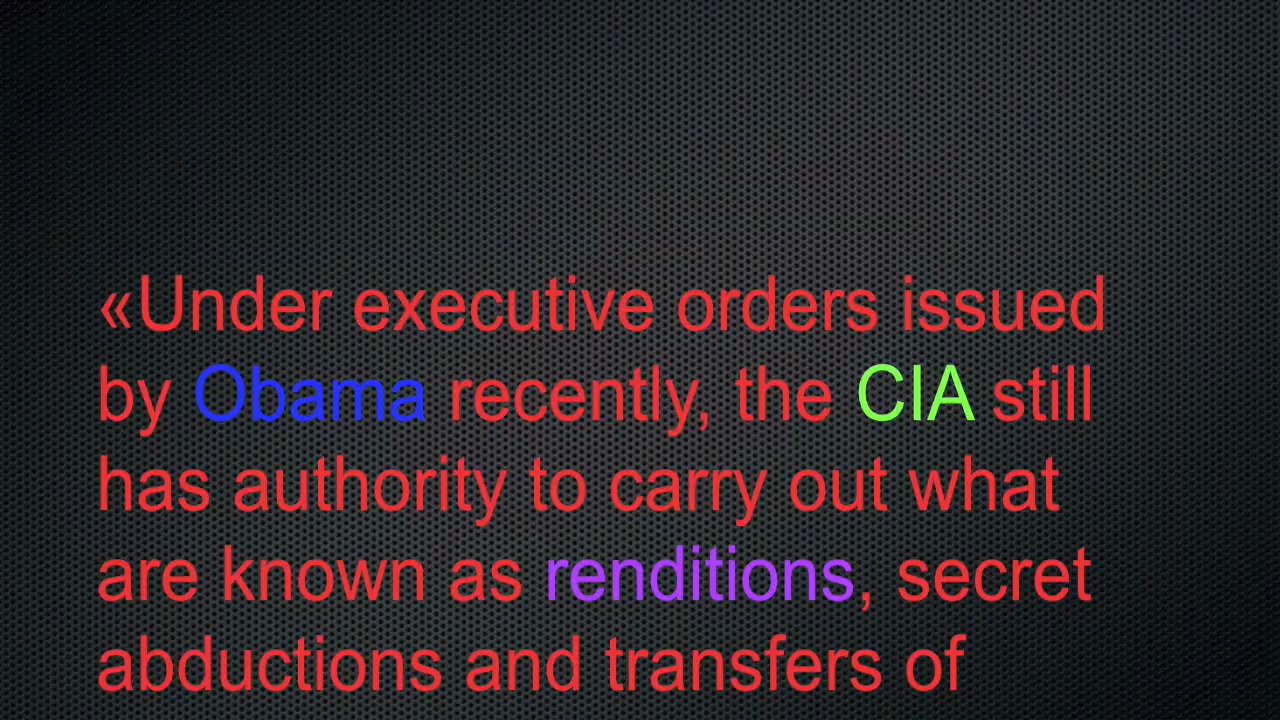 «Under executive orders issued
by Obama recently, the CIA still
has authority to carry out what
are known as renditions, secret
abductions and transfers of